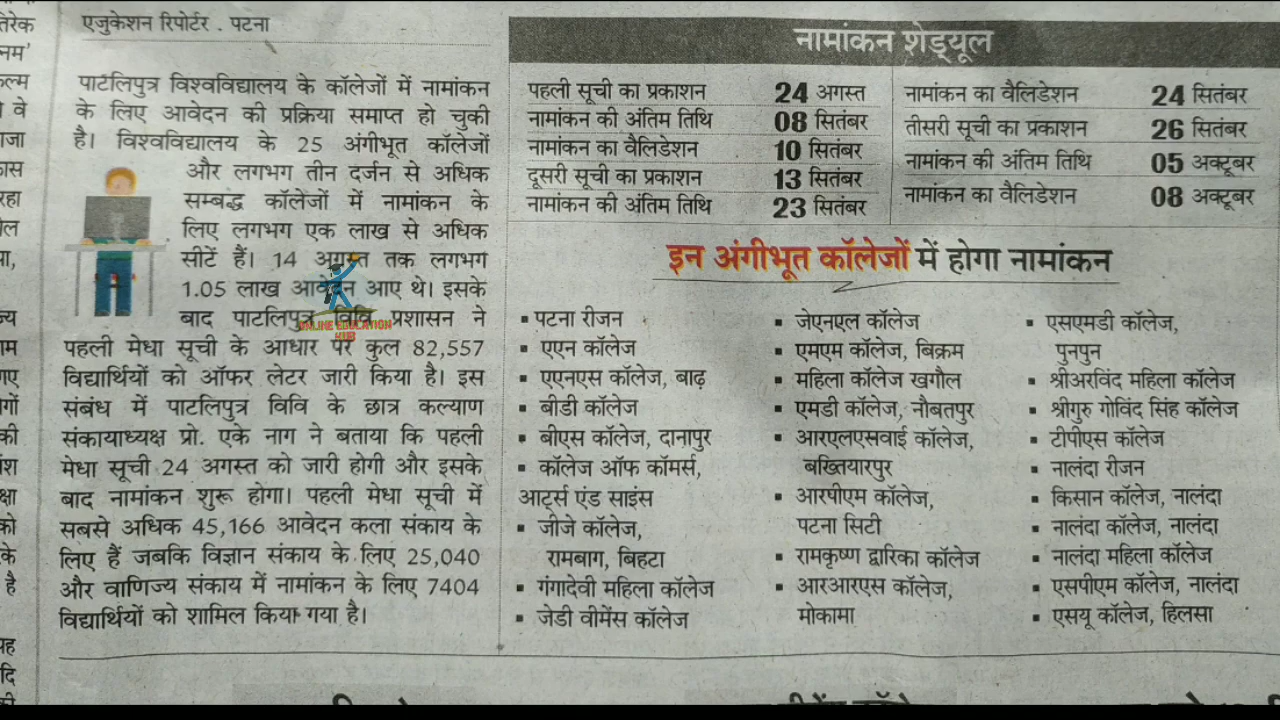 एजुकेशन रिपोर्टर . पटना
पाटलिपुत्र विश्वविद्यालय के कॉलेजों में नामांकन
के लिए आवेदन की प्रक्रिया समाप्त हो चुकी
है। विश्वविद्यालय के 25 अंगीभूत कॉलेजों
और लगभग तीन दर्जन से अधिक
सम्बद्ध कॉलेजों में नामांकन के
लिए लगभग एक लाख से अधिक
सीटें हैं। 14 अगस्त तक लगभग
1.05 लाख आवेदन आए थे। इसके
बाद पाटलिपुत्र विवि प्रशासन ने
पहली मेधा सूची के आधार पर कुल 82,557
विद्यार्थियों को ऑफर लेटर जारी किया है। इस
संबंध में पाटलिपुत्र विवि के छात्र कल्याण
संकायाध्यक्ष प्रो. एके नाग ने बताया कि पहली
मेधा सूची 24 अगस्त को जारी होगी और इसके
बाद नामांकन शुरू होगा। पहली मेधा सूची में
सबसे अधिक 45,166 आवेदन कला संकाय के
लिए हैं जबकि विज्ञान संकाय के लिए 25,040
और वाणिज्य संकाय में नामांकन के लिए 7404
विद्यार्थियों को शामिल किया गया है।
ONLINE EDUCATION
HUB
नामांकन शेड्यूल
पहली सूची का प्रकाशन 24 अगस्त
नामांकन की अंतिम तिथि 08 सितंबर
नामांकन का वैलिडेशन 10 सितंबर
दूसरी सूची का प्रकाशन 13 सितंबर
नामांकन की अंतिम तिथि 23 सितंबर
नामांकन का वैलिडेशन 24 सितंबर
तीसरी सूची का प्रकाशन 26 सितंबर
नामांकन की अंतिम तिथि 05 अक्टूबर
नामांकन का वैलिडेशन 08 अक्टूबर
इन अंगीभूत कॉलेजों में होगा नामांकन
▪ पटना रीजन
▪ एएन कॉलेज
▪ एएनएस कॉलेज, बाढ़
▪ बीडी कॉलेज
▪ बीएस कॉलेज, दानापुर
▪ कॉलेज ऑफ कॉमर्स,
आर्ट्स एंड साइंस
▪ जीजे कॉलेज,
रामबाग, बिहटा
▪ गंगादेवी महिला कॉलेज
▪ जेडी वीमेंस कॉलेज
▪ जेएनएल कॉलेज
▪ एमएम कॉलेज, बिक्रम
▪ महिला कॉलेज खगौल
▪ एमडी कॉलेज, नौबतपुर
▪ आरएलएसवाई कॉलेज,
बख्तियारपुर
▪ आरपीएम कॉलेज,
पटना सिटी
▪ रामकृष्ण द्वारिका कॉलेज
▪ आरआरएस कॉलेज,
मोकामा
▪ एसएमडी कॉलेज,
पुनपुन
▪ श्रीअरविंद महिला कॉलेज
▪ श्रीगुरु गोविंद सिंह कॉलेज
▪ टीपीएस कॉलेज
▪ नालंदा रीजन
▪ किसान कॉलेज, नालंदा
▪ नालंदा कॉलेज, नालंदा
▪ नालंदा महिला कॉलेज
▪ एसपीएम कॉलेज, नालंदा
▪ एसयू कॉलेज, हिलसा